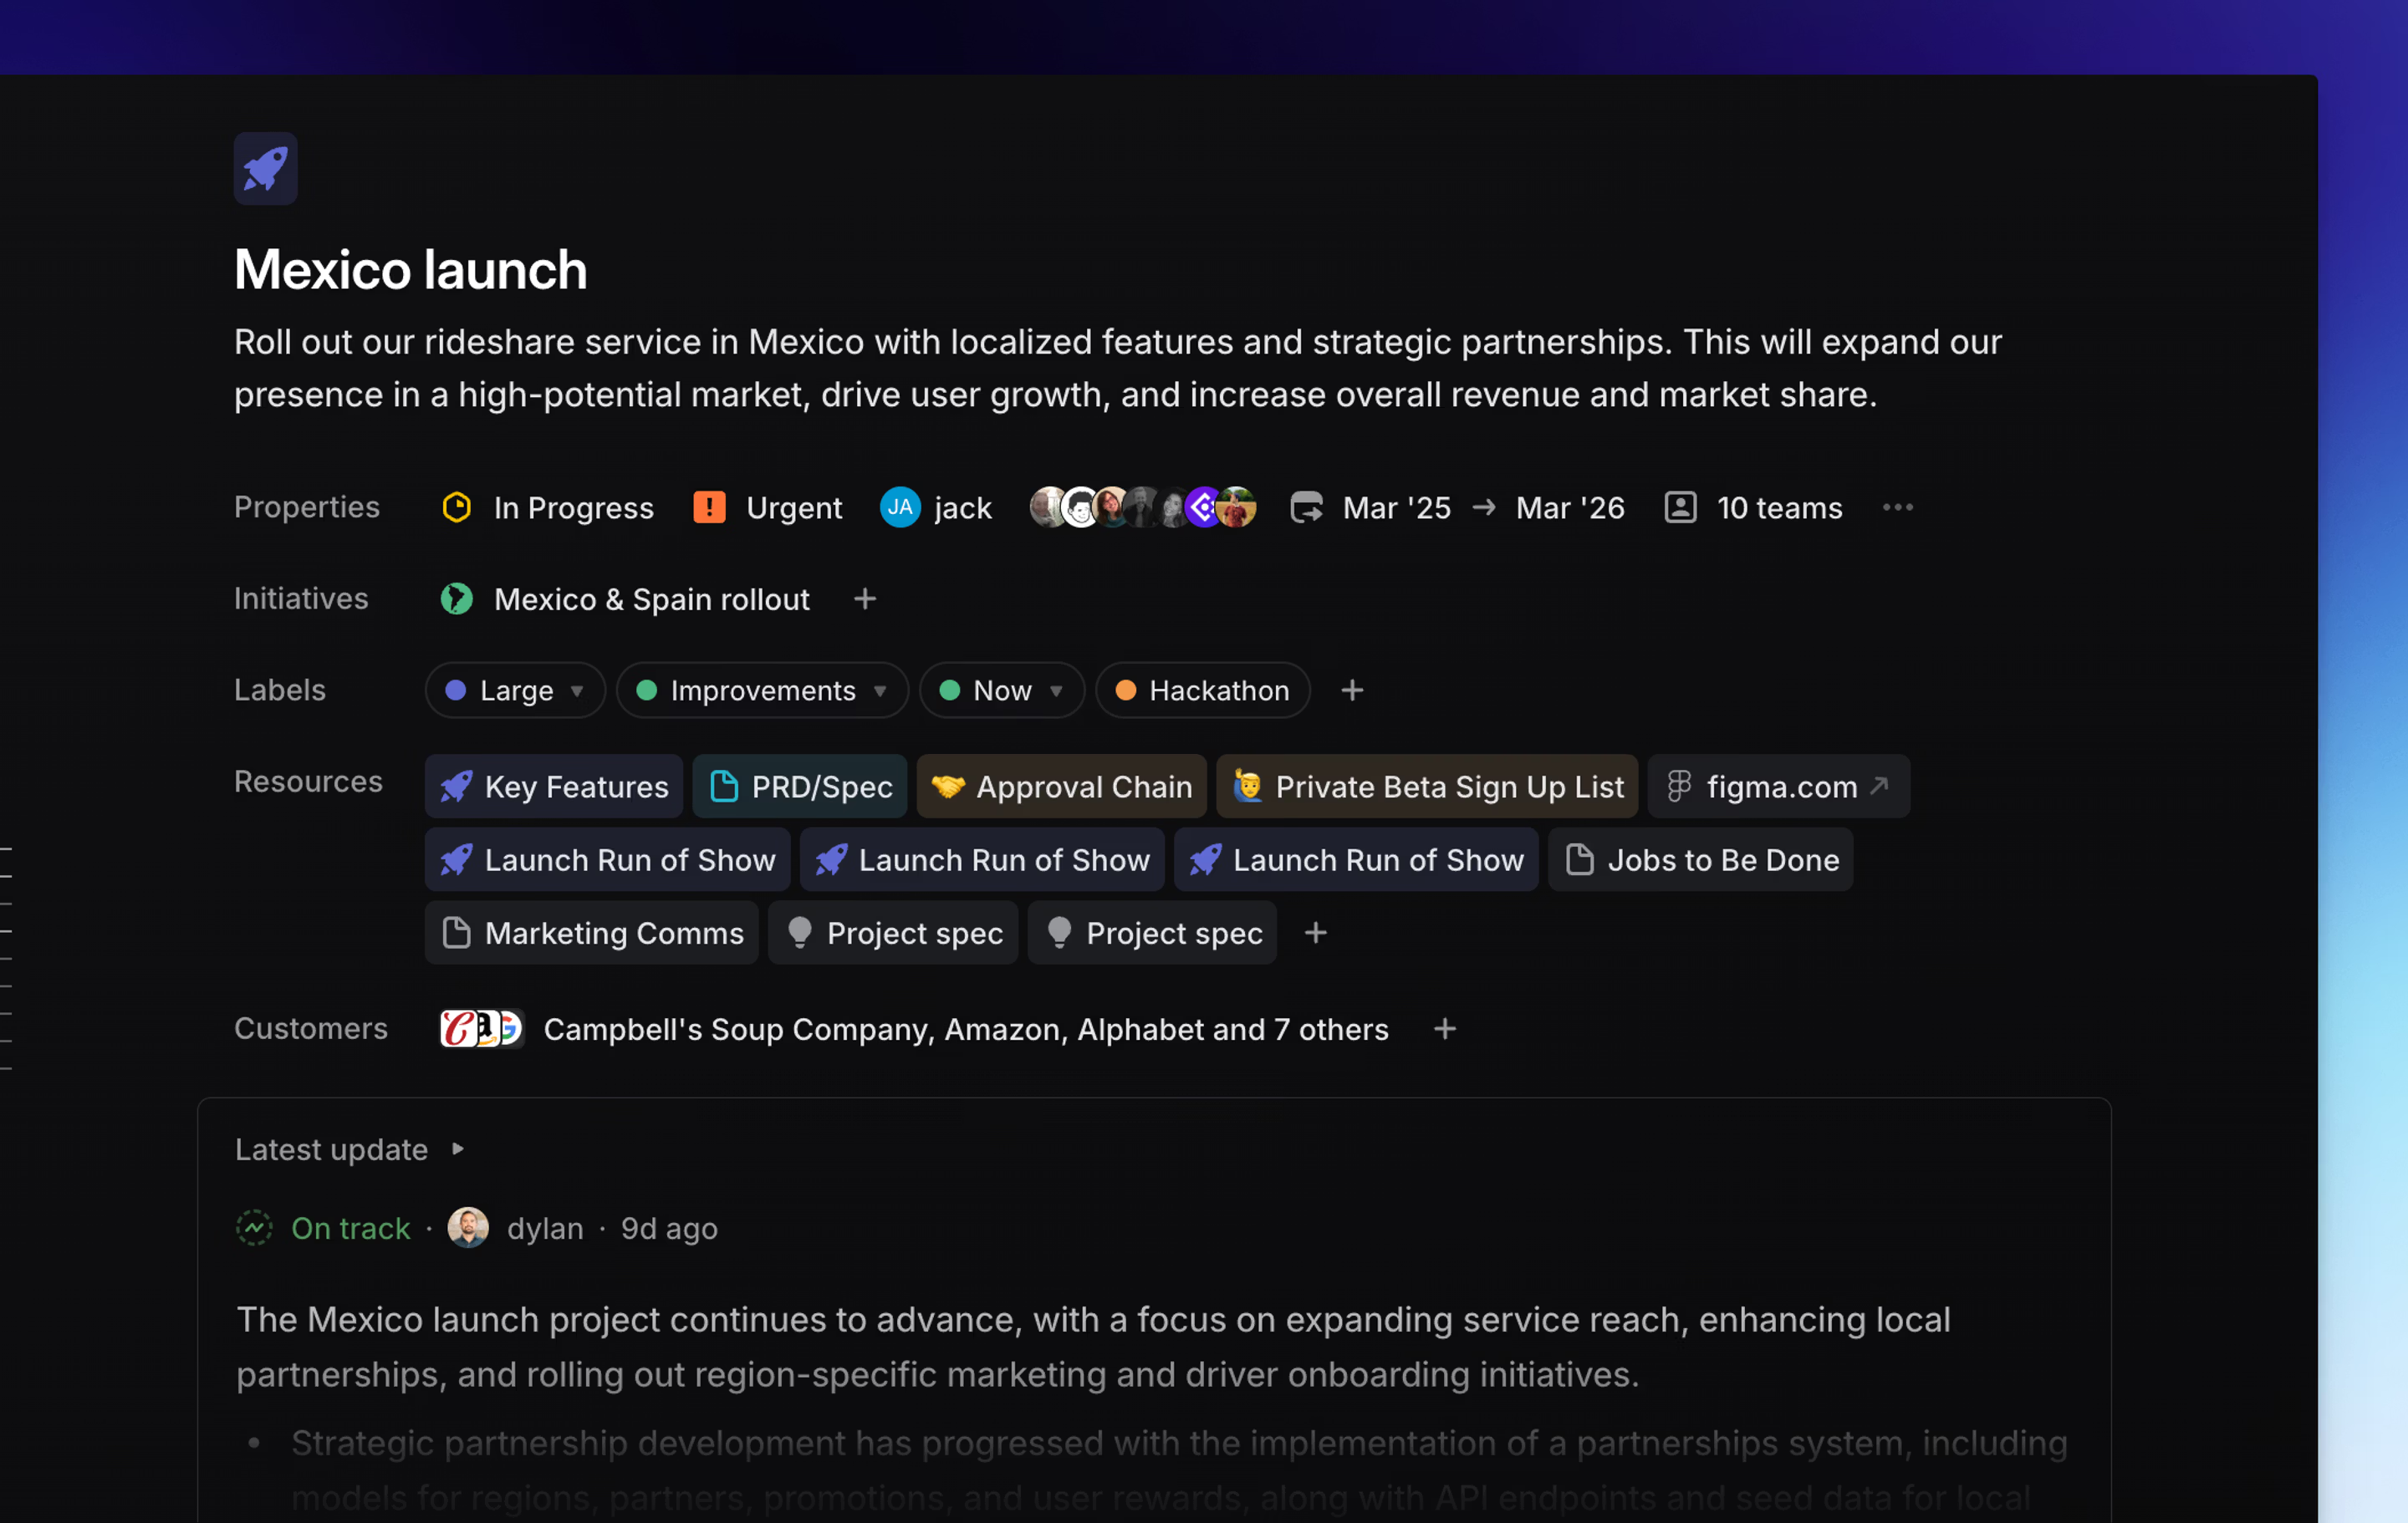 Mexico launch
Roll out our rideshare service in Mexico with localized features and strategic partnerships. This will expand our
presence in a high-potential market, drive user growth, and increase overall revenue and market share.
Properties In Progress Urgent JA jack Mar '25 → Mar '26 10 teams ...
Initiatives Mexico & Spain rollout +
Labels Large Improvements Now Hackathon +
Resources Key Features PRD/Spec Approval Chain Private Beta Sign Up List figma.com ↗
Launch Run of Show Launch Run of Show Launch Run of Show Jobs to Be Done
Marketing Comms Project spec Project spec +
Customers Campbell's Soup Company, Amazon, Alphabet and 7 others +
Latest update
On track · dylan · 9d ago
The Mexico launch project continues to advance, with a focus on expanding service reach, enhancing local
partnerships, and rolling out region-specific marketing and driver onboarding initiatives.
• Strategic partnership development has progressed with the implementation of a partnerships system, including
models for regions, partners, promotions, and user rewards, along with API endpoints and seed data for local